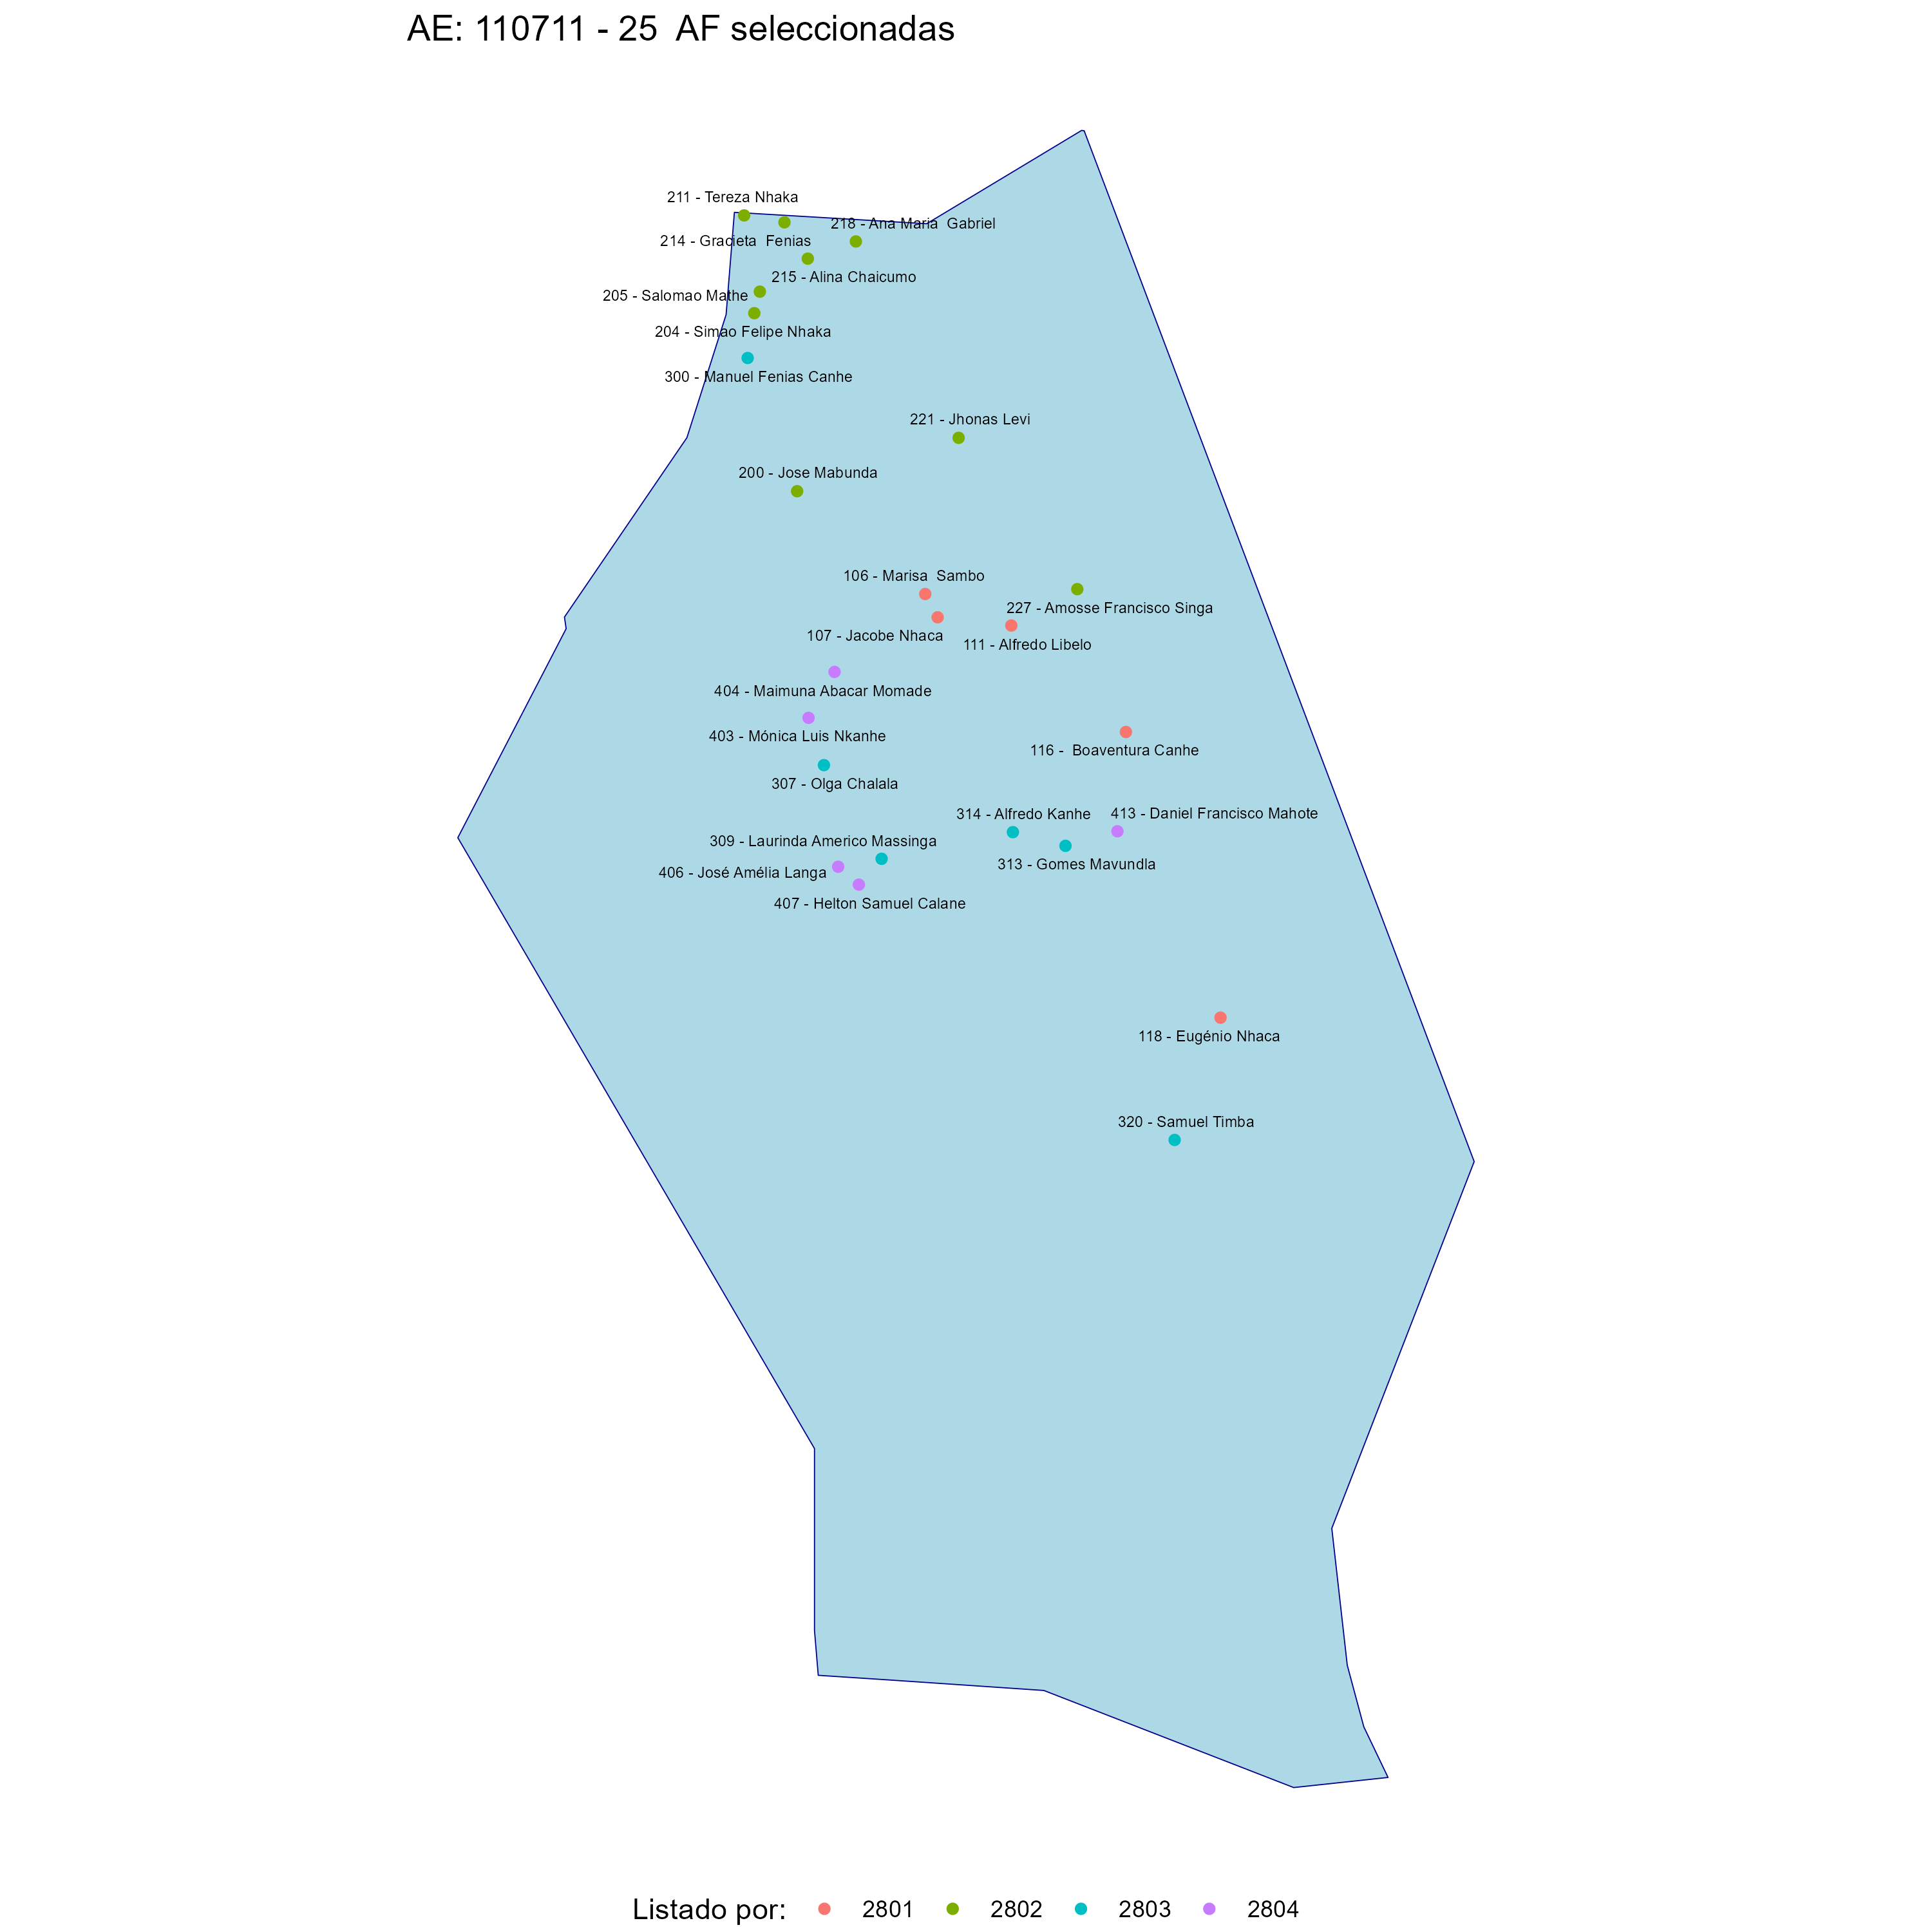 AE: 110711 - 25  AF seleccionadas
211 - Tereza Nhaka
218 - Ana Maria  Gabriel
214 - Gracieta  Fenias
215 - Alina Chaicumo
205 - Salomao Mathe
204 - Simao Felipe Nhaka
300 - Manuel Fenias Canhe
221 - Jhonas Levi
200 - Jose Mabunda
106 - Marisa  Sambo
227 - Amosse Francisco Singa
107 - Jacobe Nhaca
111 - Alfredo Libelo
404 - Maimuna Abacar Momade
403 - Mónica Luis Nkanhe
116 -  Boaventura Canhe
307 - Olga Chalala
314 - Alfredo Kanhe
413 - Daniel Francisco Mahote
309 - Laurinda Americo Massinga
313 - Gomes Mavundla
406 - José Amélia Langa
407 - Helton Samuel Calane
118 - Eugénio Nhaca
320 - Samuel Timba
Listado por: 2801 2802 2803 2804